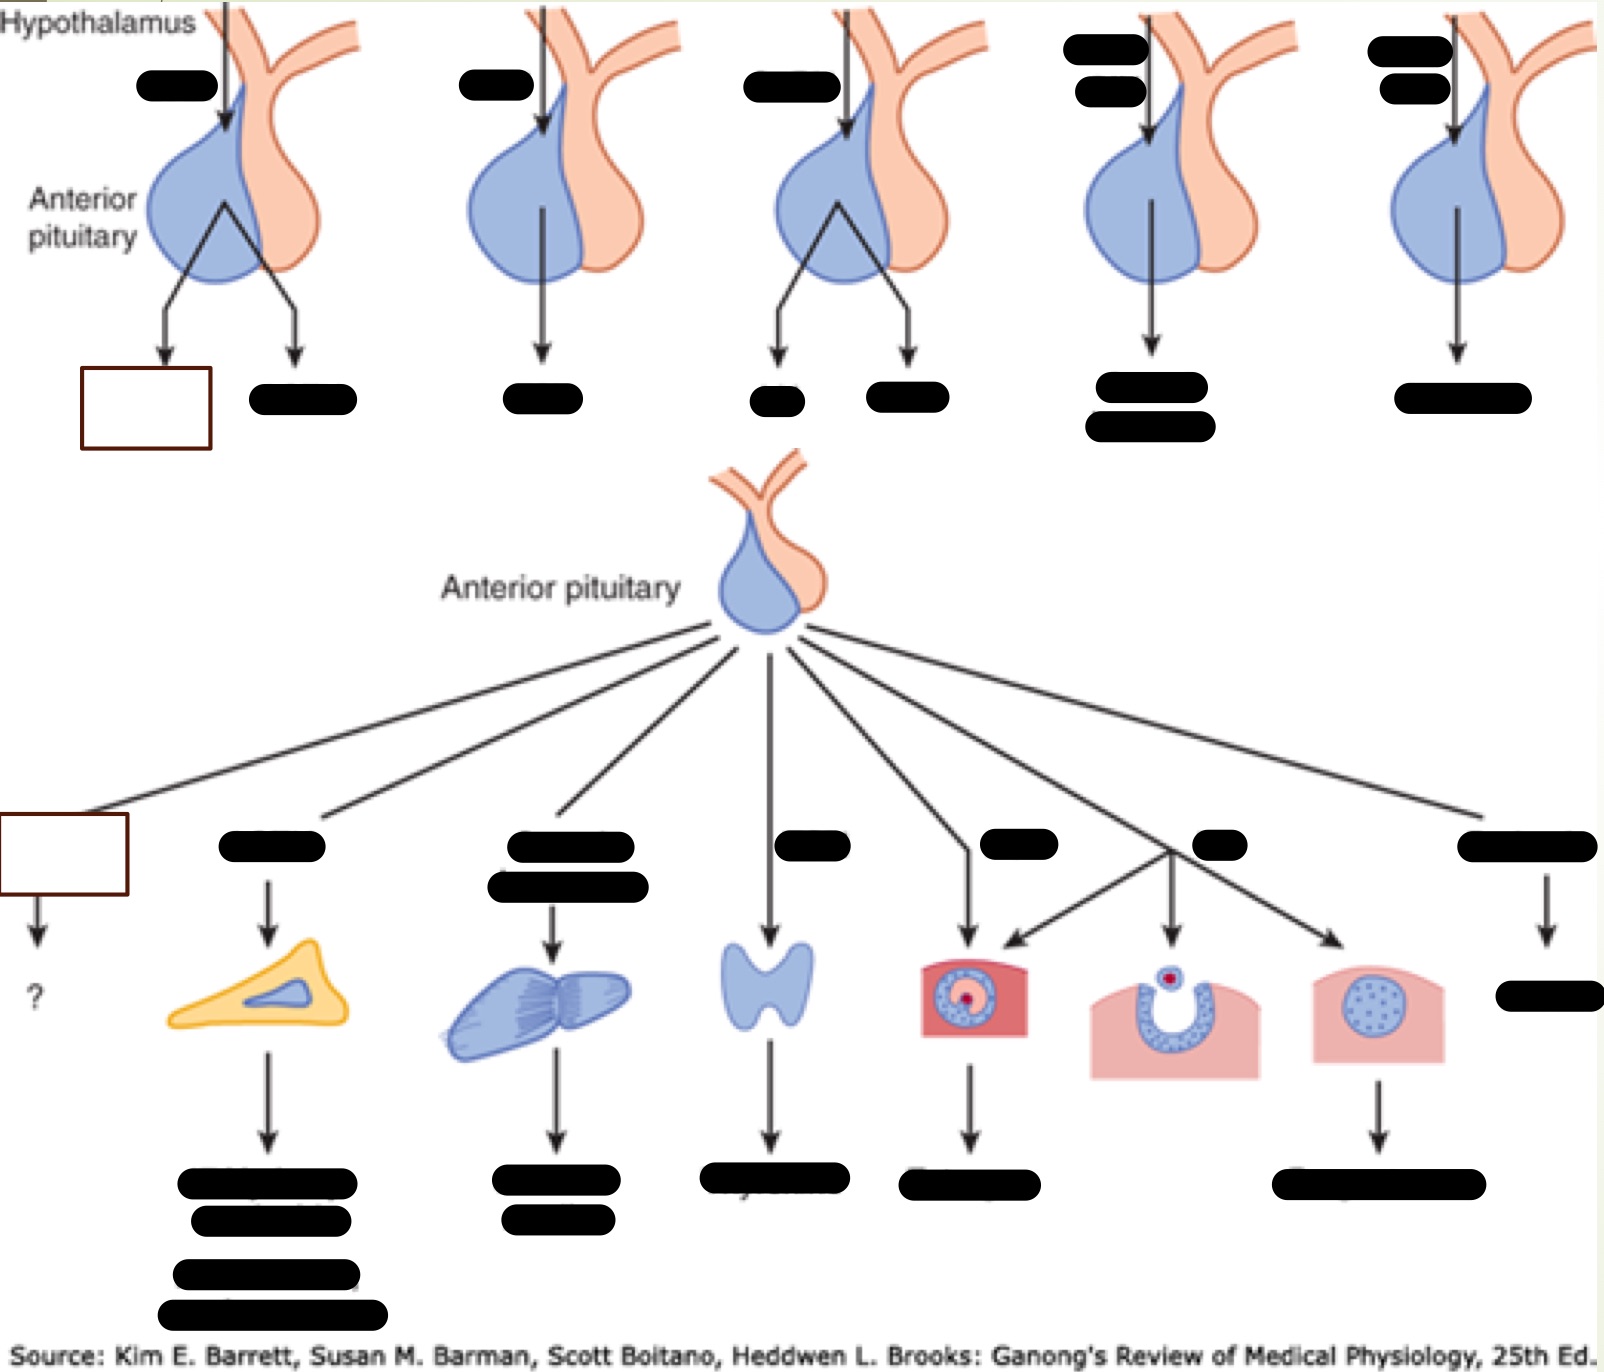 Hypothalamus
Anterior
pituitary
Anterior pituitary
?
Source: Kim E. Barrett, Susan M. Barman, Scott Boitano, Heddwen L. Brooks: Ganong's Review of Medical Physiology, 25th Ed.